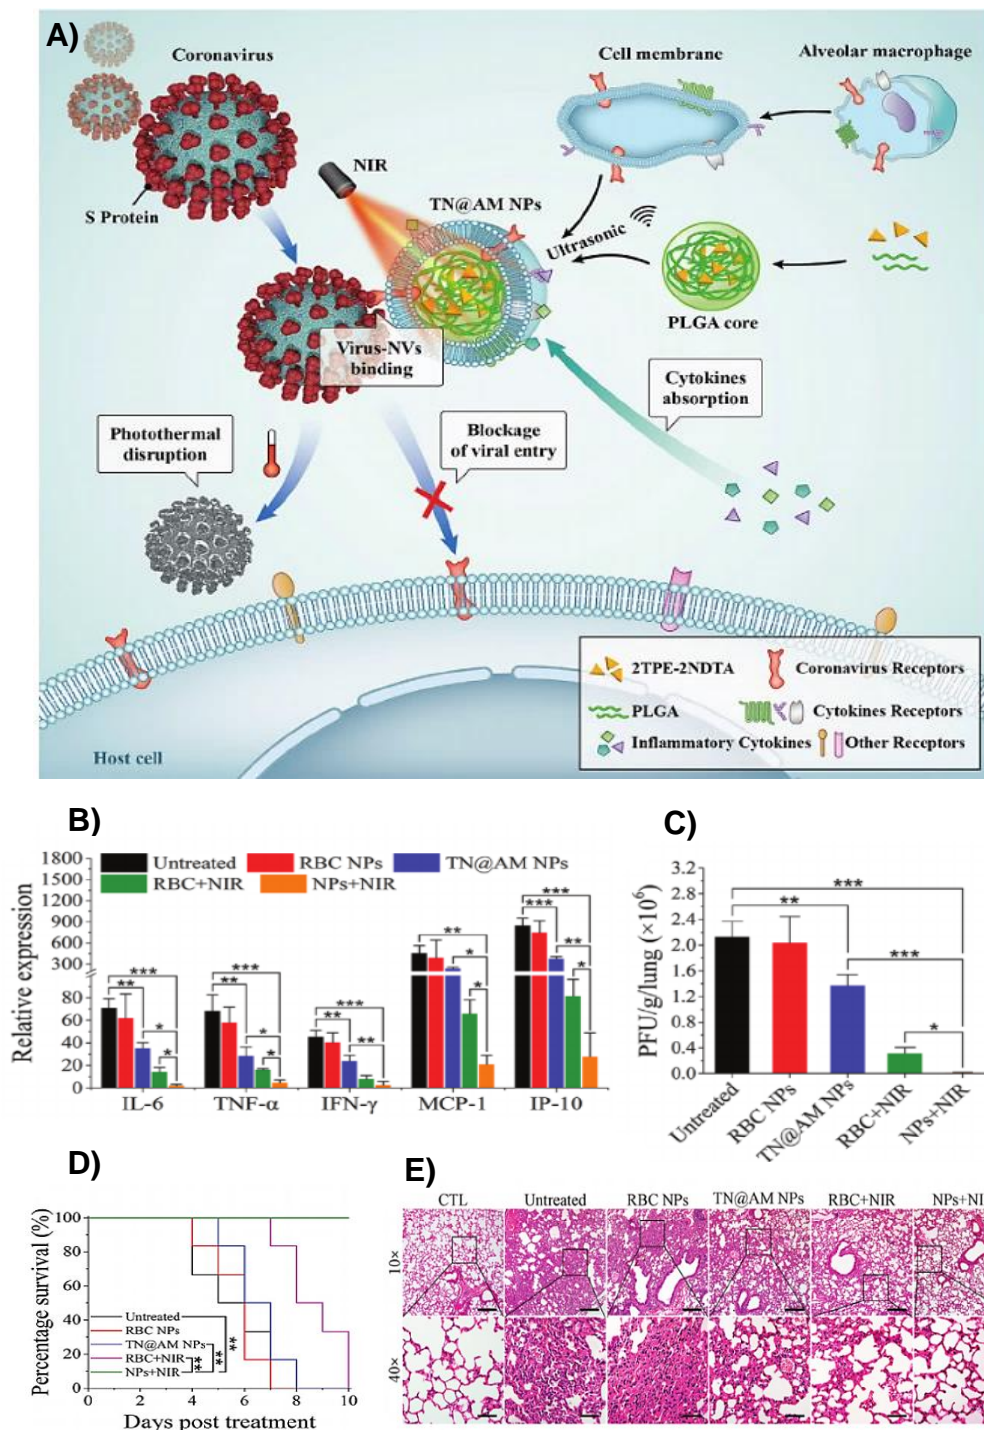 A)
Coronavirus
Cell membrane
Alveolar macrophage
NIR
TN@AM NPs
S Protein
Ultrasonic
PLGA core
Virus-NVs
binding
Cytokines
absorption
Photothermal
disruption
Blockage
of viral entry
2TPE-2NDTA
Coronavirus Receptors
PLGA
Cytokines Receptors
Inflammatory Cytokines
Other Receptors
Host cell
B)
Untreated RBC NPs TN@AM NPs
RBC+NIR NPs+NIR
Relative expression
1800
1500
1200
900
600
300
80
60
40
20
0
*** ** * *
*** ** * *
*** ** **
** * *
*** *** ** *
IL-6 TNF-α IFN-γ MCP-1 IP-10
C)
PFU/g/lung (×10⁶)
3.2
2.8
2.4
2.0
1.6
1.2
0.8
0.4
0.0
***
**
***
*
Untreated
RBC NPs
TN@AM NPs
RBC+NIR
NPs+NIR
D)
Percentage survival (%)
100
80
60
40
20
0
Untreated
RBC NPs
TN@AM NPs
RBC+NIR
NPs+NIR
** ** **
0 2 4 6 8 10
Days post treatment
E)
CTL Untreated RBC NPs TN@AM NPs RBC+NIR NPs+NI
10×
40×